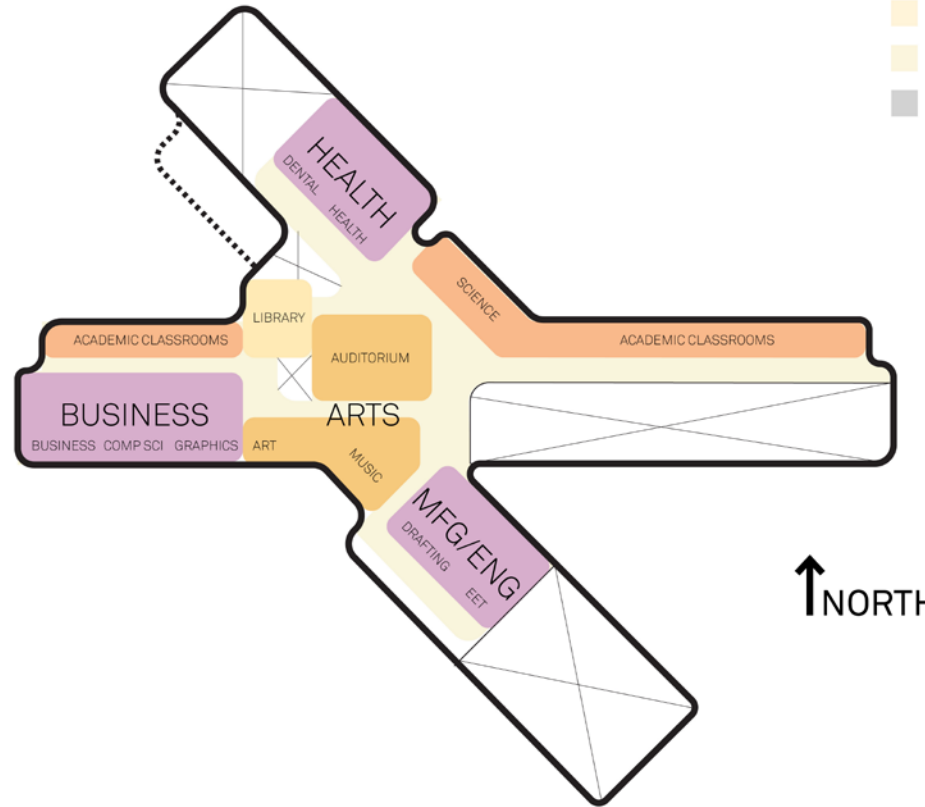 HEALTH
DENTAL
HEALTH
SCIENCE
LIBRARY
ACADEMIC CLASSROOMS
ACADEMIC CLASSROOMS
AUDITORIUM
ARTS
BUSINESS
BUSINESS COMP SCI GRAPHICS
ART
MUSIC
MFG/ENG
DRAFTING
EET
NORTH